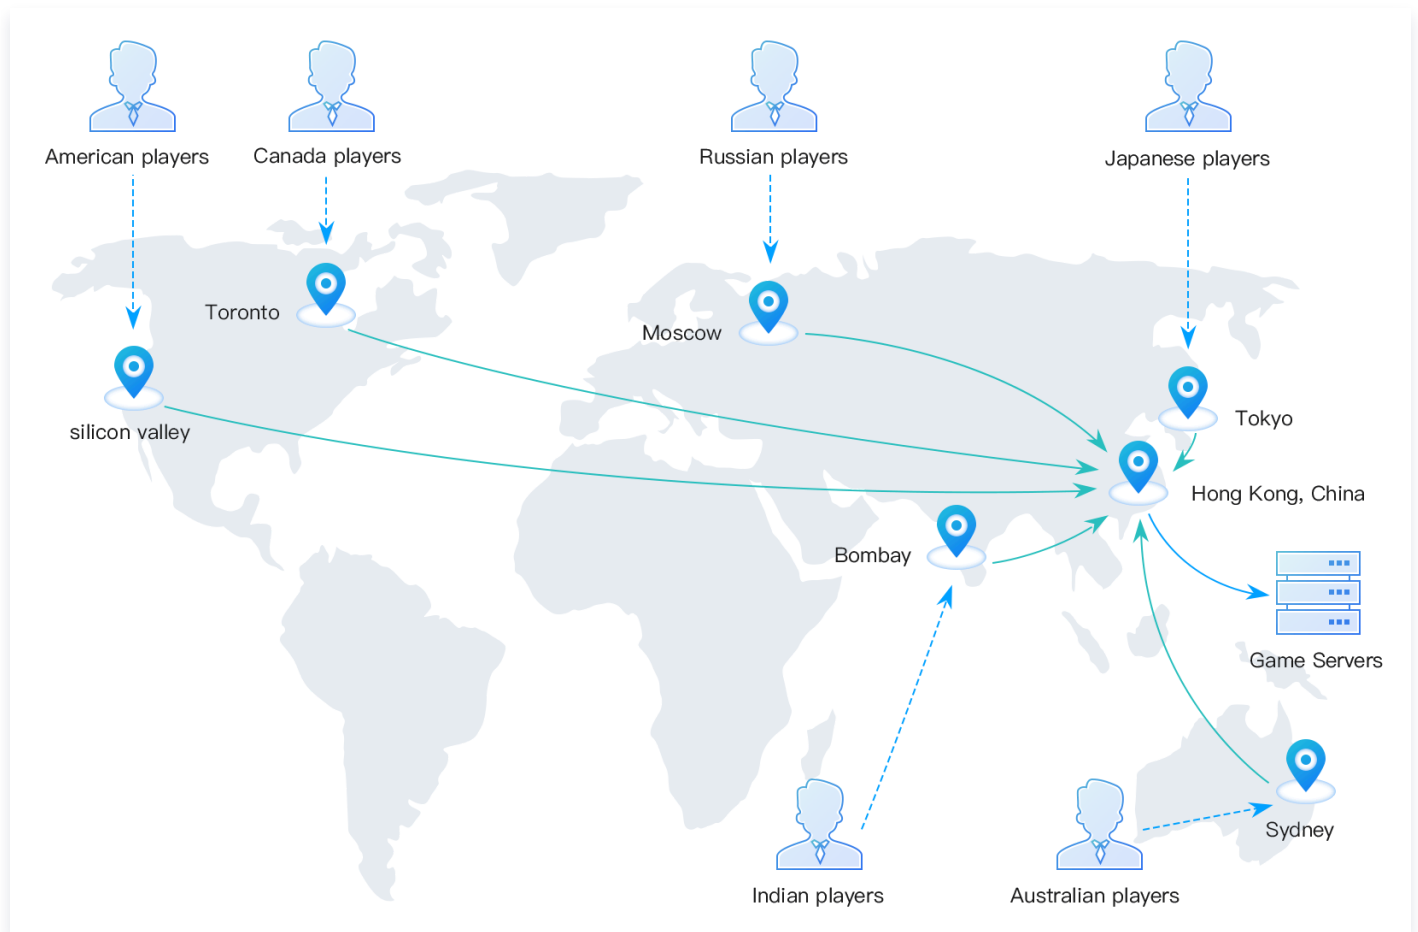 American players
Canada players
Russian players
Japanese players
Toronto
Moscow
silicon valley
Tokyo
Hong Kong, China
Bombay
Game Servers
Sydney
Indian players
Australian players